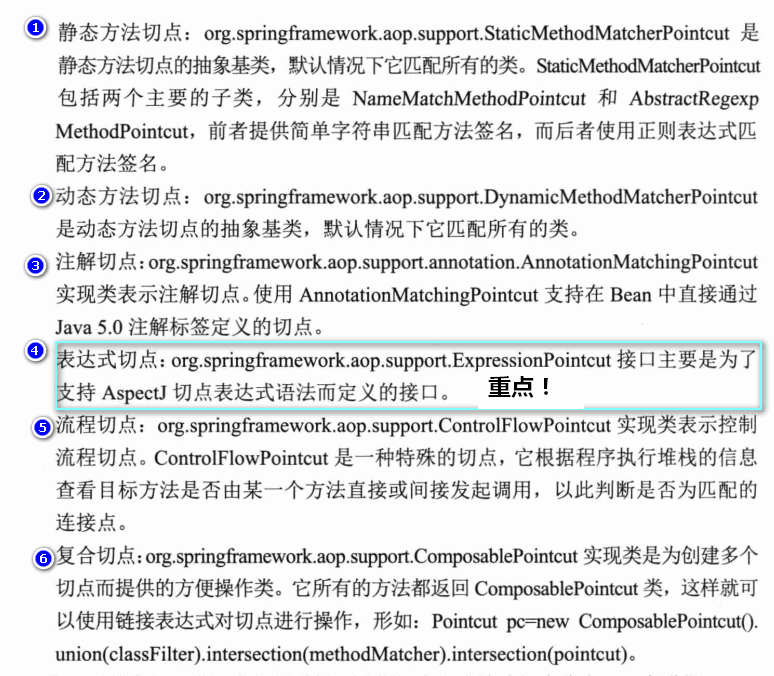 ① 静态方法切点：org.springframework.aop.support.StaticMethodMatcherPointcut 是
静态方法切点的抽象基类，默认情况下它匹配所有的类。StaticMethodMatcherPointcut
包括两个主要的子类，分别是 NameMatchMethodPointcut 和 AbstractRegexp
MethodPointcut，前者提供简单字符串匹配方法签名，而后者使用正则表达式匹
配方法签名。
② 动态方法切点：org.springframework.aop.support.DynamicMethodMatcherPointcut
是动态方法切点的抽象基类，默认情况下它匹配所有的类。
③ 注解切点：org.springframework.aop.support.annotation.AnnotationMatchingPointcut
实现类表示注解切点。使用 AnnotationMatchingPointcut 支持在 Bean 中直接通过
Java 5.0 注解标签定义的切点。
④ 表达式切点：org.springframework.aop.support.ExpressionPointcut 接口主要是为了
支持 AspectJ 切点表达式语法而定义的接口。 重点！
⑤ 流程切点：org.springframework.aop.support.ControlFlowPointcut 实现类表示控制
流程切点。ControlFlowPointcut 是一种特殊的切点，它根据程序执行堆栈的信息
查看目标方法是否由某一个方法直接或间接发起调用，以此判断是否为匹配的
连接点。
⑥ 复合切点：org.springframework.aop.support.ComposablePointcut 实现类是为创建多个
切点而提供的方便操作类。它所有的方法都返回 ComposablePointcut 类，这样就可
以使用链接表达式对切点进行操作，形如：Pointcut pc=new ComposablePointcut().
union(classFilter).intersection(methodMatcher).intersection(pointcut)。